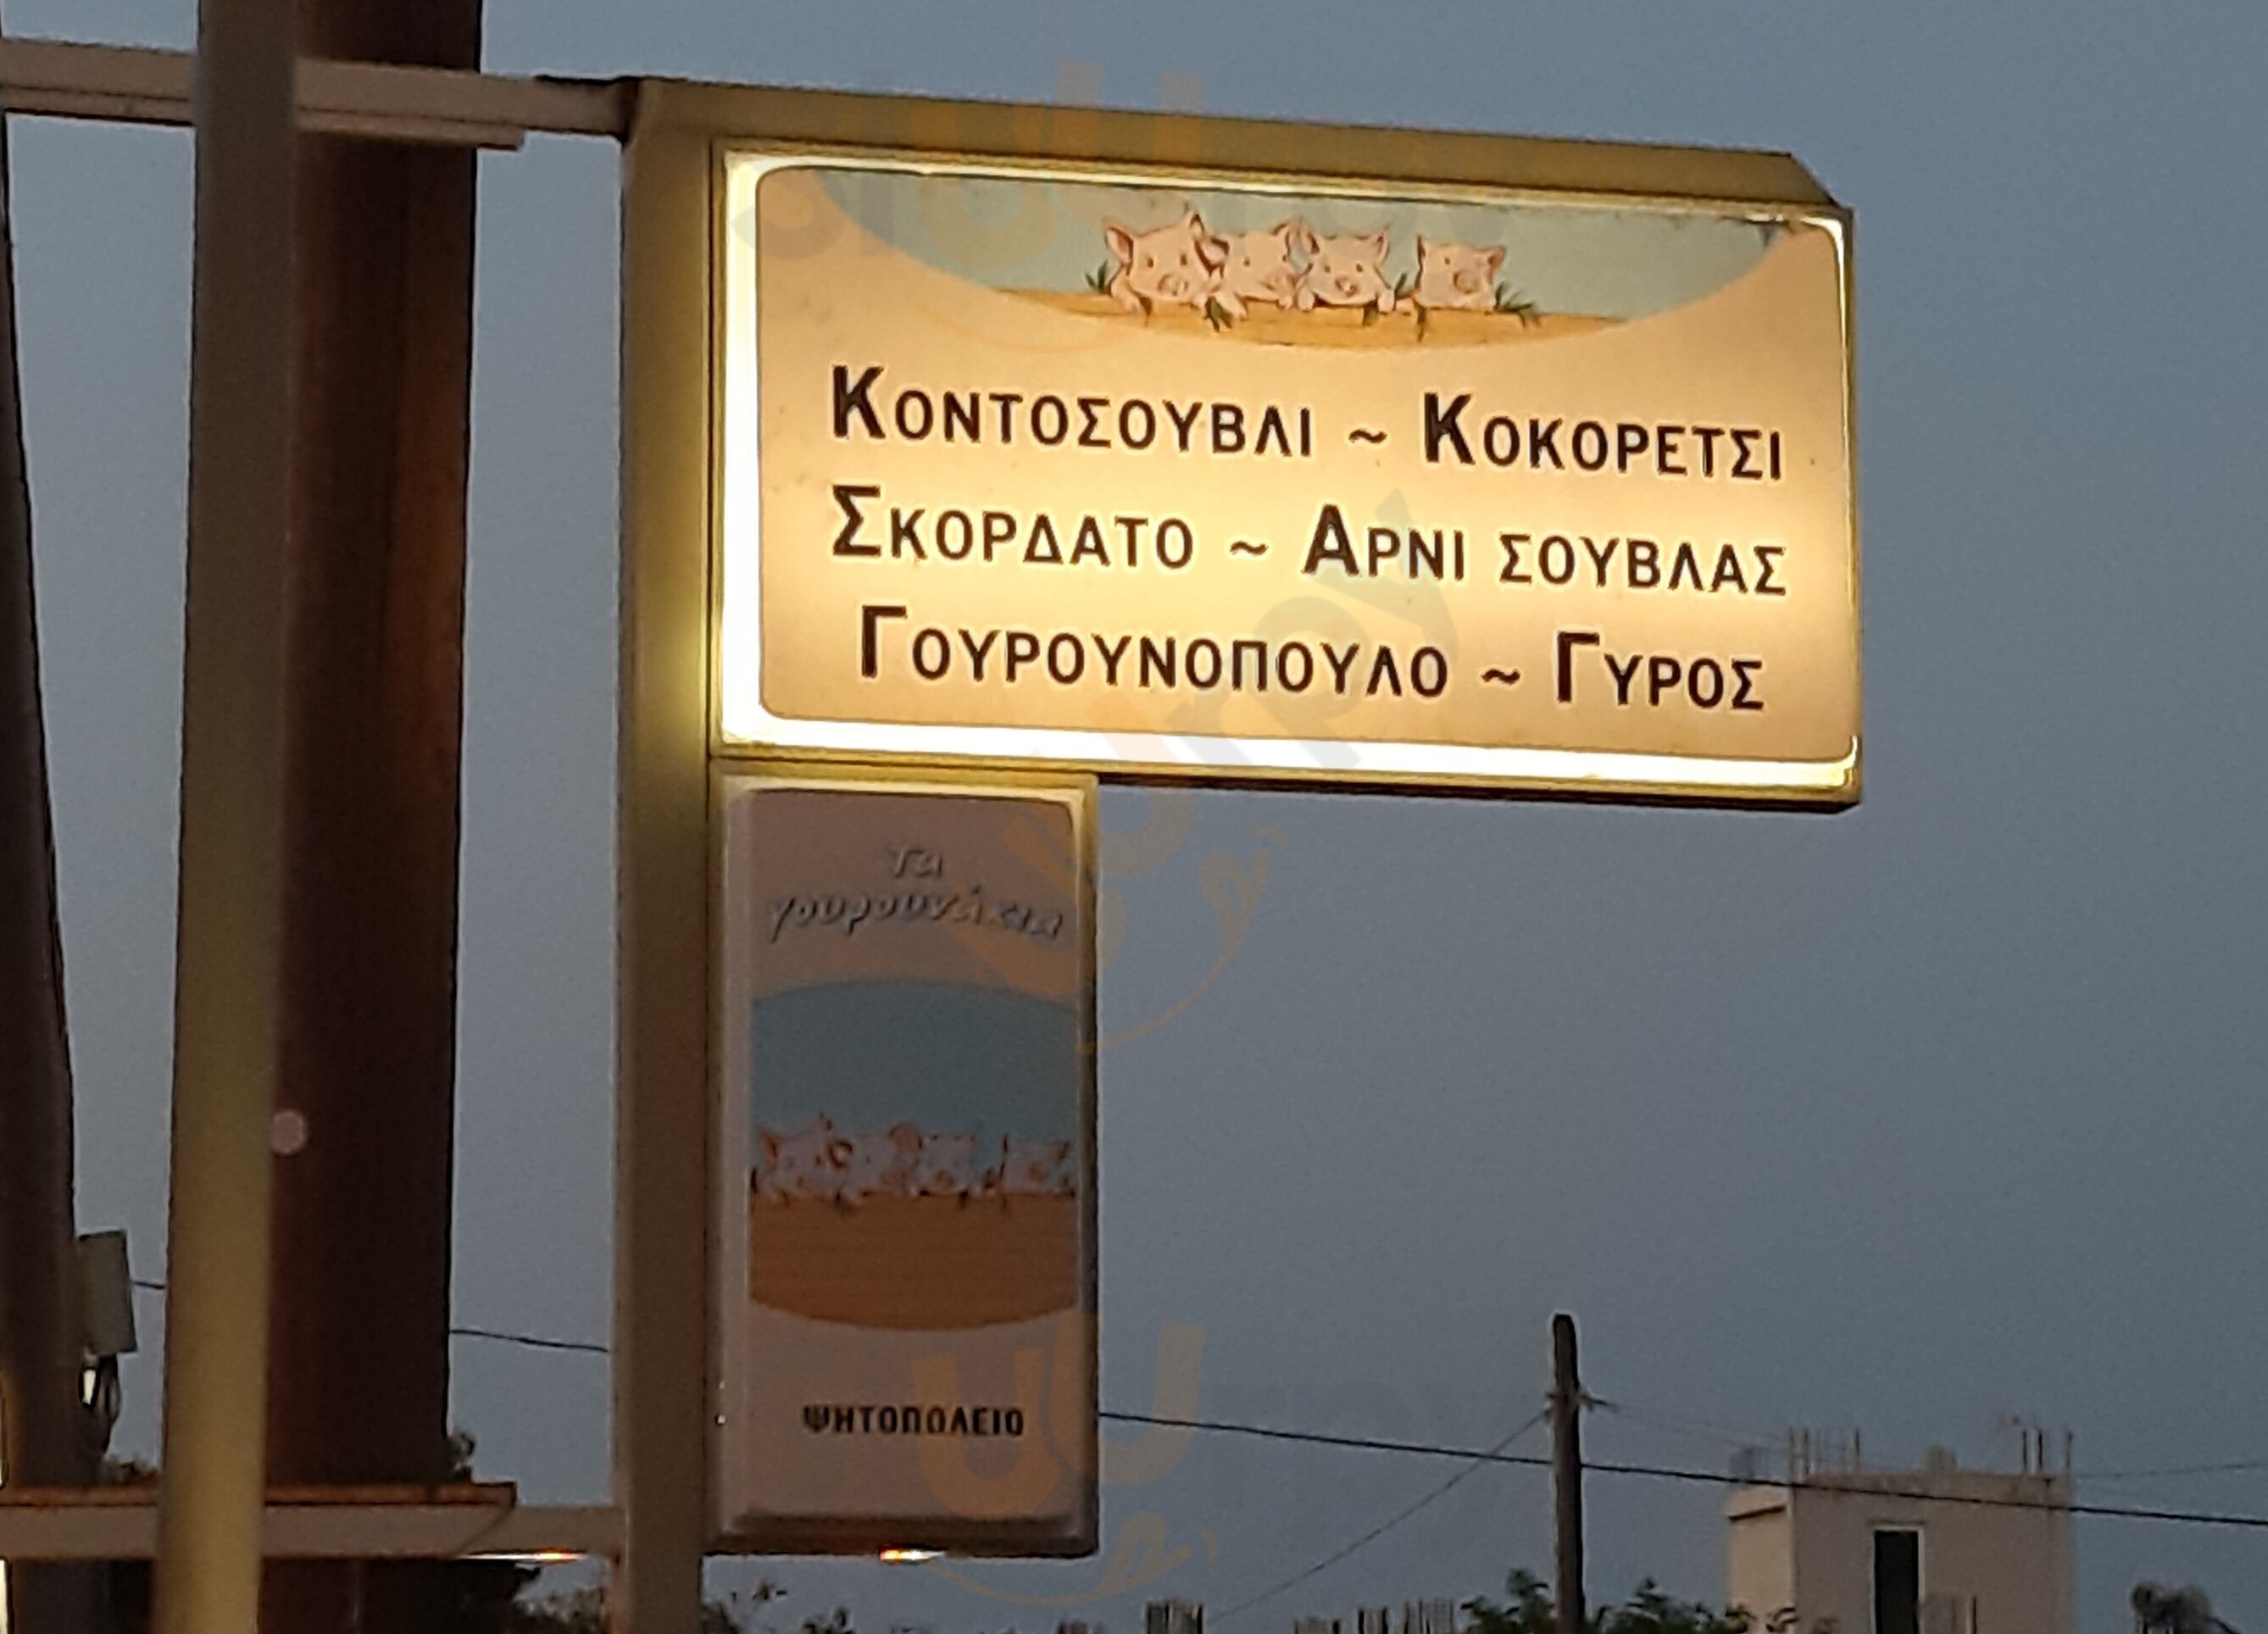 ΚΟΝΤΟΣΟΥΒΛΙ ~ ΚΟΚΟΡΕΤΣΙ
ΣΚΟΡΔΑΤΟ ~ ΑΡΝΙ ΣΟΥΒΛΑΣ
ΓΟΥΡΟΥΝΟΠΟΥΛΟ ~ ΓΥΡΟΣ
Τα
γουρουνάκια
ΨΗΤΟΠΩΛΕΙΟ